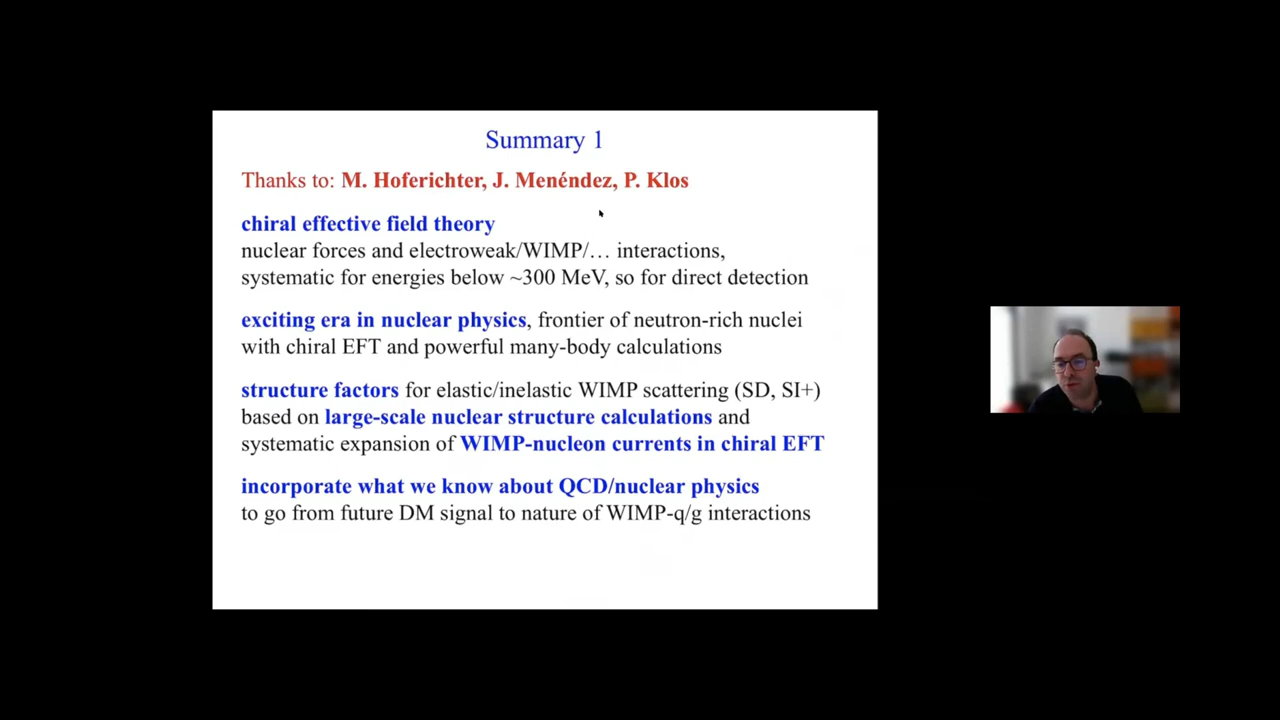 Summary 1
Thanks to: M. Hoferichter, J. Menéndez, P. Klos
chiral effective field theory
nuclear forces and electroweak/WIMP/… interactions,
systematic for energies below ~300 MeV, so for direct detection
exciting era in nuclear physics, frontier of neutron-rich nuclei
with chiral EFT and powerful many-body calculations
structure factors for elastic/inelastic WIMP scattering (SD, SI+)
based on large-scale nuclear structure calculations and
systematic expansion of WIMP-nucleon currents in chiral EFT
incorporate what we know about QCD/nuclear physics
to go from future DM signal to nature of WIMP-q/g interactions